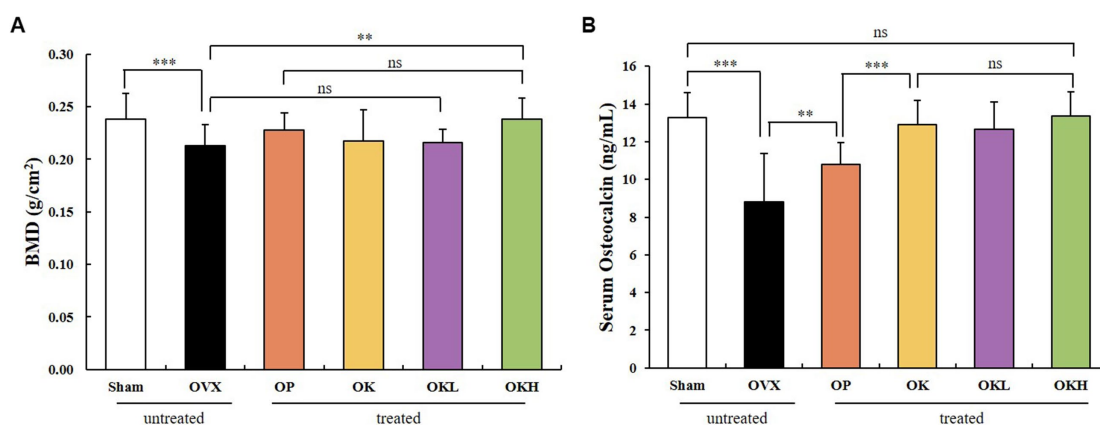 A
BMD (g/cm²)
0.30
0.25
0.20
0.15
0.10
0.05
0.00
**
***
ns
ns
Sham OVX OP OK OKL OKH
untreated treated
B
Serum Osteocalcin (ng/mL)
16
14
12
10
8
6
4
2
0
ns
*** *** ns
**
Sham OVX OP OK OKL OKH
untreated treated